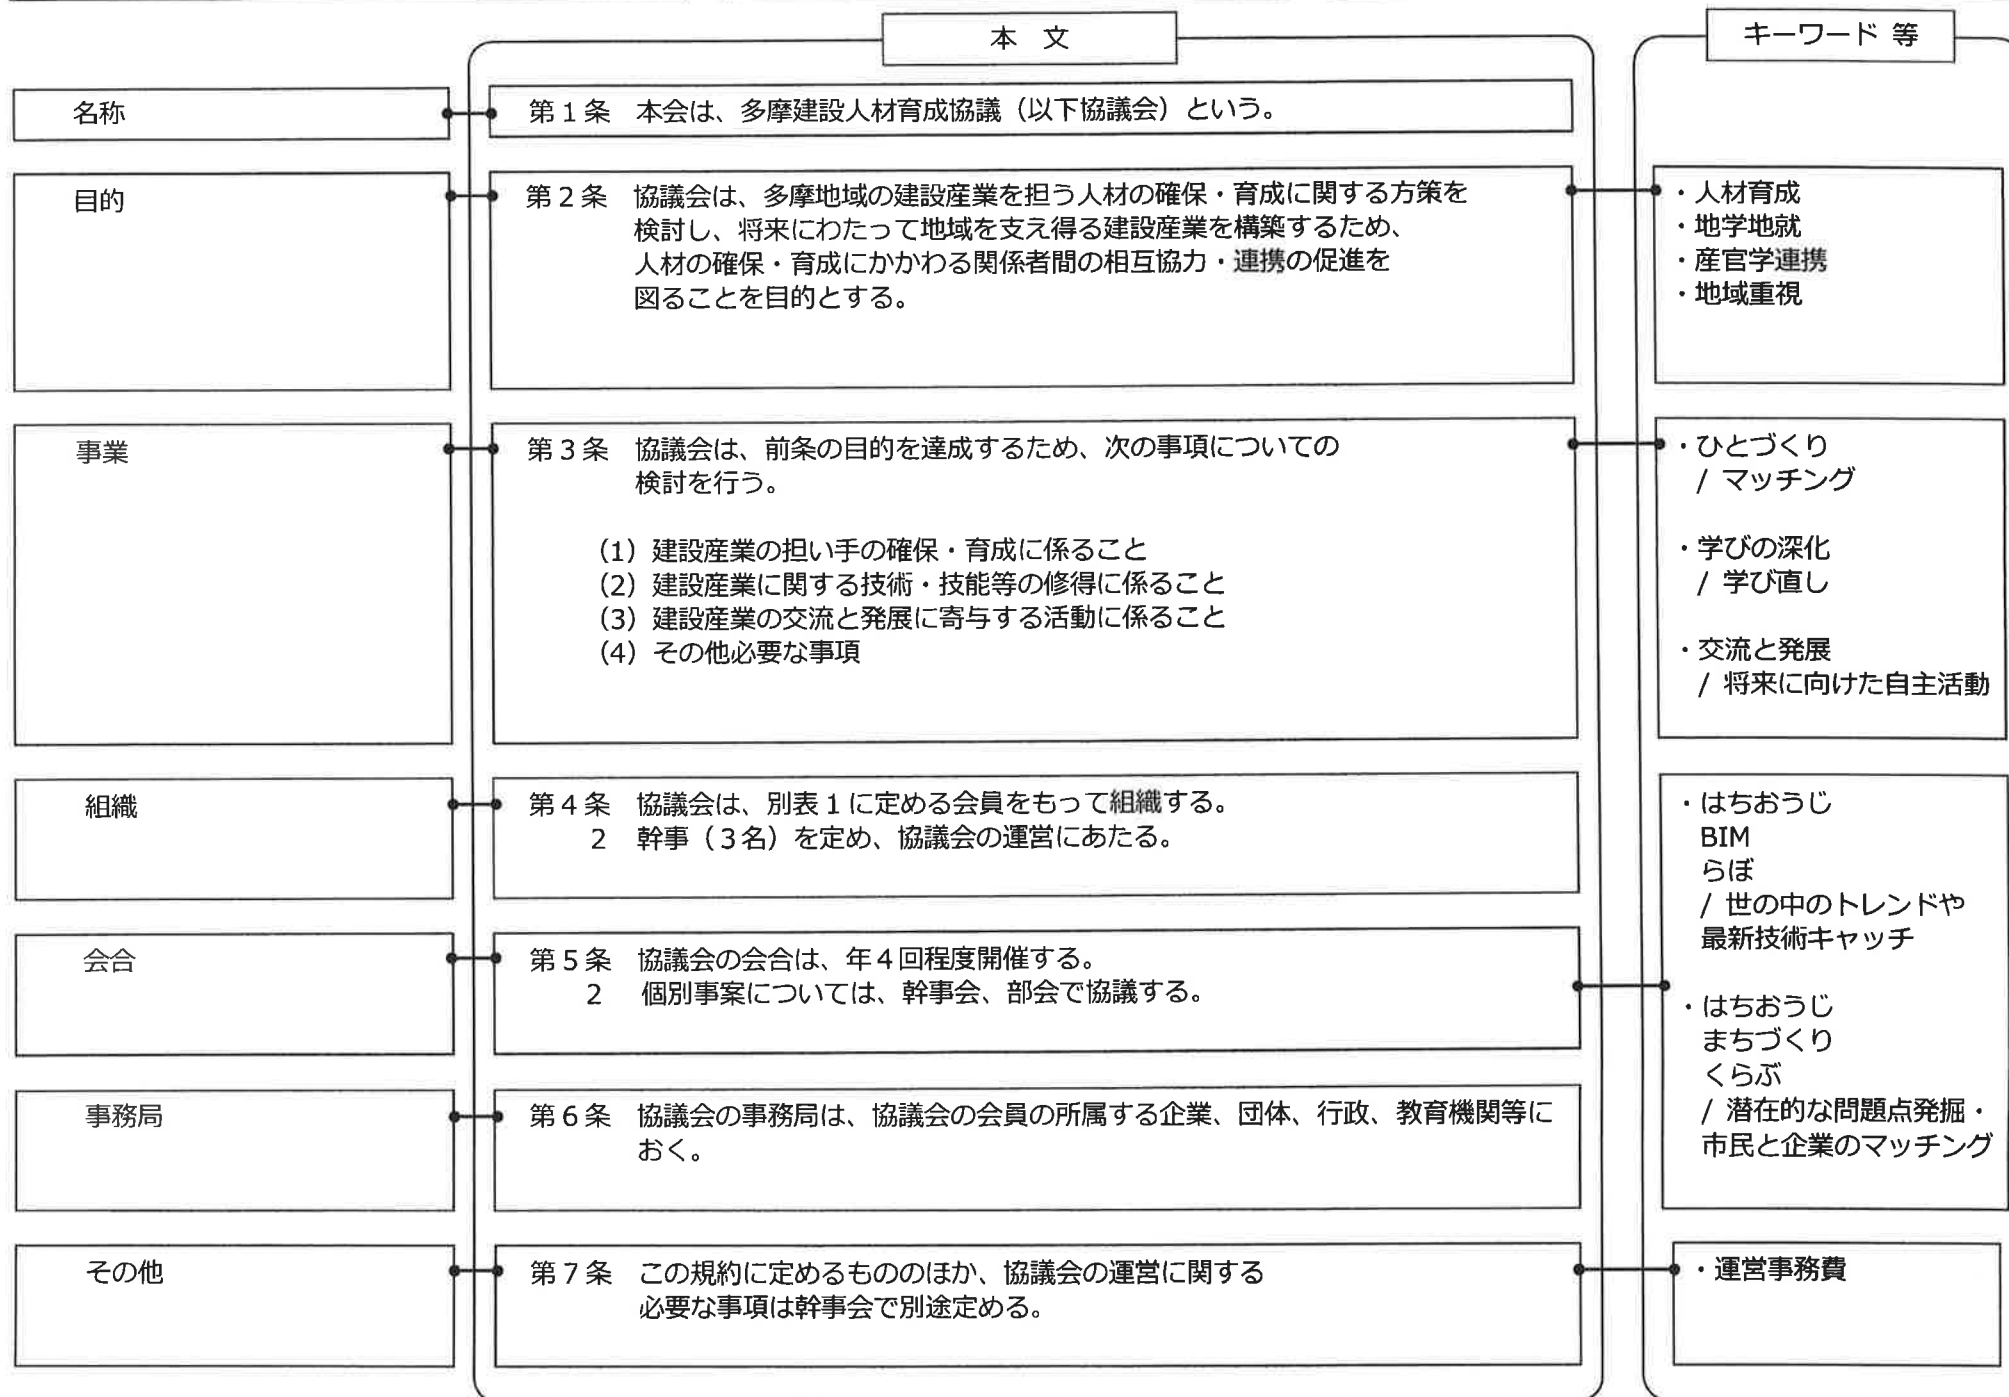 本 文
キーワード 等
名称
第１条 本会は、多摩建設人材育成協議（以下協議会）という。
目的
第２条 協議会は、多摩地域の建設産業を担う人材の確保・育成に関する方策を
検討し、将来にわたって地域を支え得る建設産業を構築するため、
人材の確保・育成にかかわる関係者間の相互協力・連携の促進を
図ることを目的とする。
・人材育成
・地学地就
・産官学連携
・地域重視
事業
第３条 協議会は、前条の目的を達成するため、次の事項についての
検討を行う。
（1）建設産業の担い手の確保・育成に係ること
（2）建設産業に関する技術・技能等の修得に係ること
（3）建設産業の交流と発展に寄与する活動に係ること
（4）その他必要な事項
・ひとづくり
/ マッチング
・学びの深化
/ 学び直し
・交流と発展
/ 将来に向けた自主活動
組織
第４条 協議会は、別表１に定める会員をもって組織する。
２ 幹事（３名）を定め、協議会の運営にあたる。
会合
第５条 協議会の会合は、年４回程度開催する。
２ 個別事案については、幹事会、部会で協議する。
・はちおうじ
BIM
らぼ
/ 世の中のトレンドや
最新技術キャッチ
・はちおうじ
まちづくり
くらぶ
/ 潜在的な問題点発掘・
市民と企業のマッチング
事務局
第６条 協議会の事務局は、協議会の会員の所属する企業、団体、行政、教育機関等に
おく。
その他
第７条 この規約に定めるもののほか、協議会の運営に関する
必要な事項は幹事会で別途定める。
・運営事務費